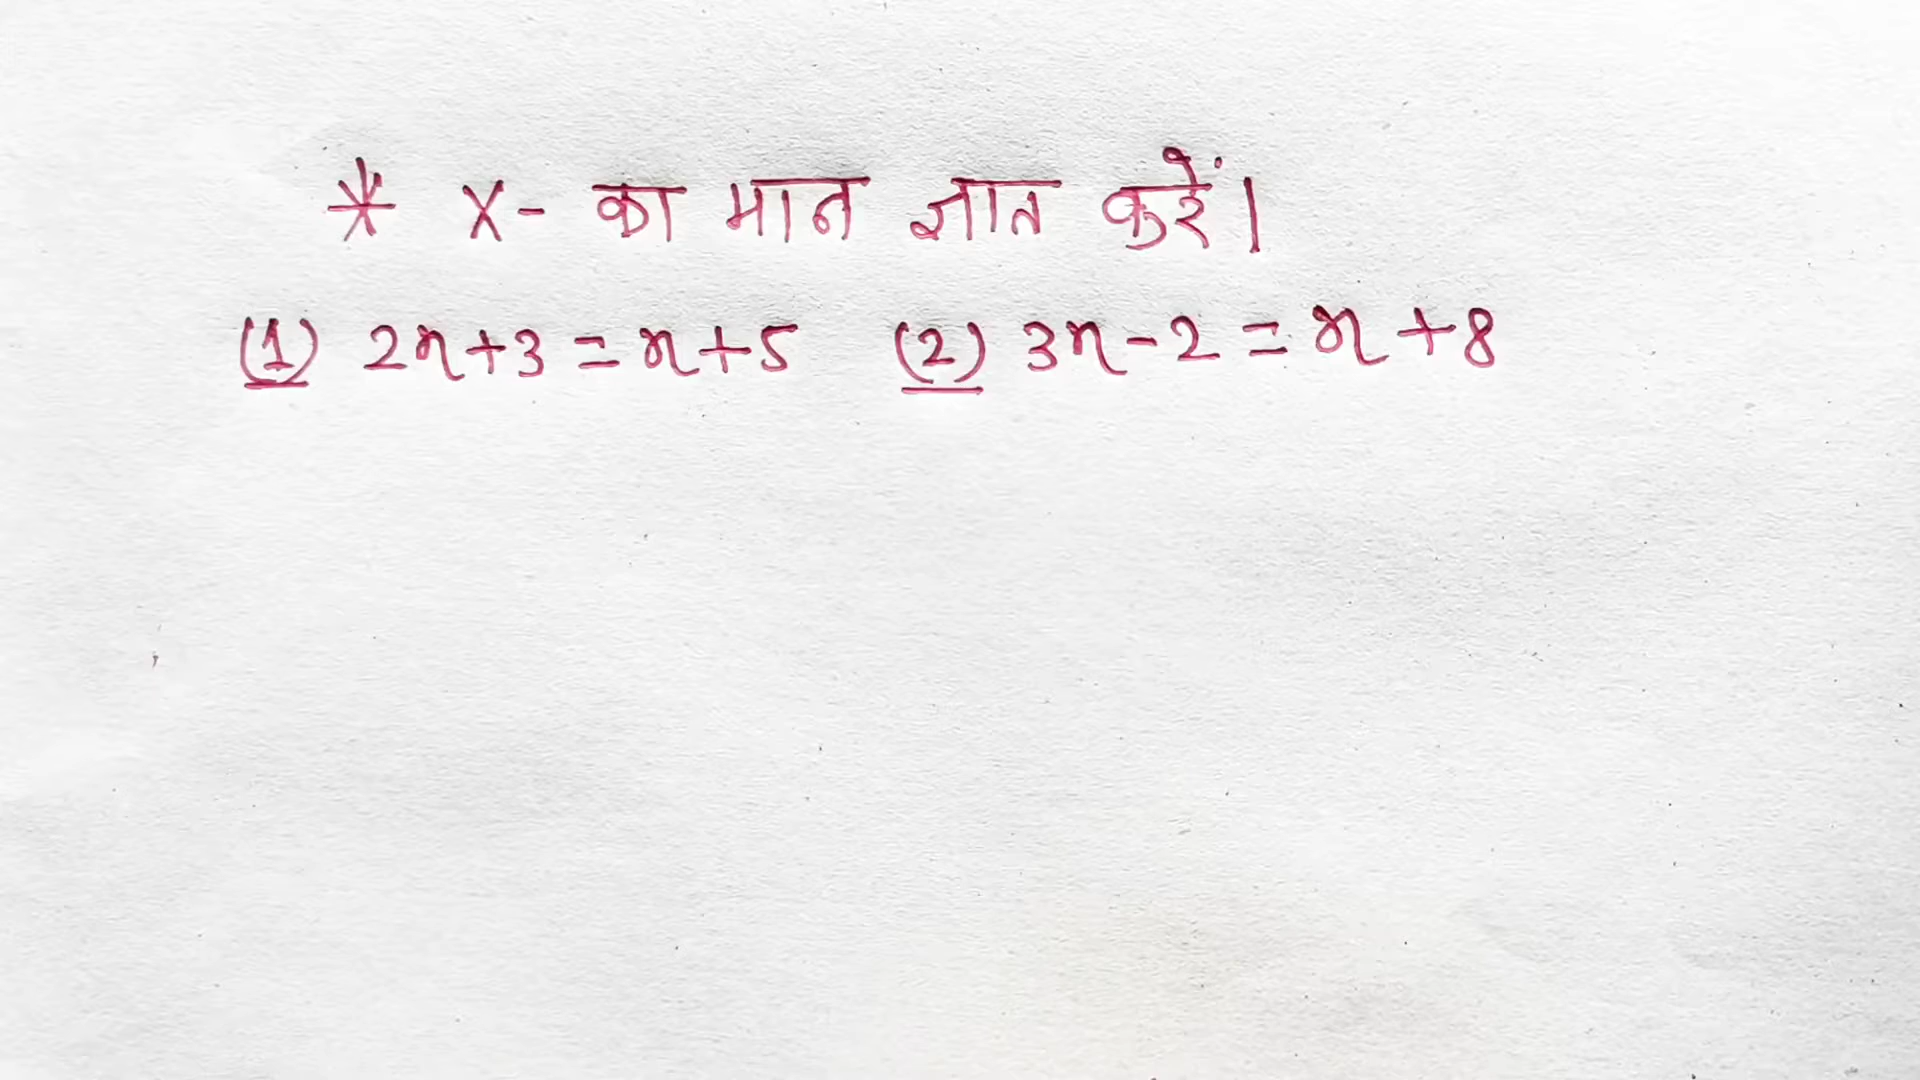 * X- का मान ज्ञात करें।
(1) 2x+3=x+5 (2) 3x-2=x+8